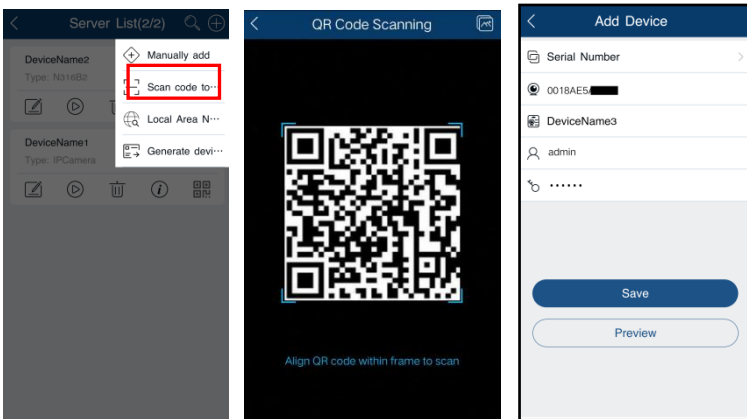 Server List(2/2)
DeviceName2
Type: N316B2
Manually add
Scan code to···
Local Area N···
Generate devi···
DeviceName1
Type: IPCamera
QR Code Scanning
Align QR code within frame to scan
Add Device
Serial Number
0018AE5
DeviceName3
admin
······
Save
Preview